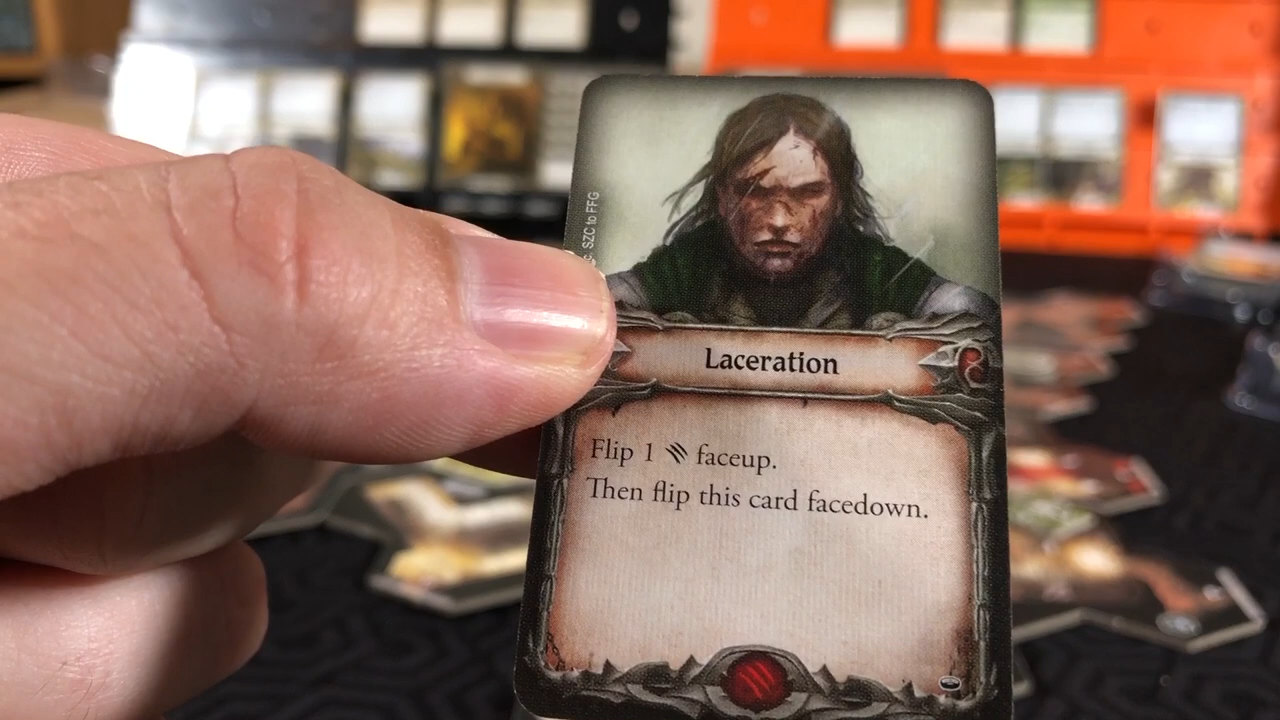 SZC to FFG
Laceration
Flip 1 faceup.
Then flip this card facedown.